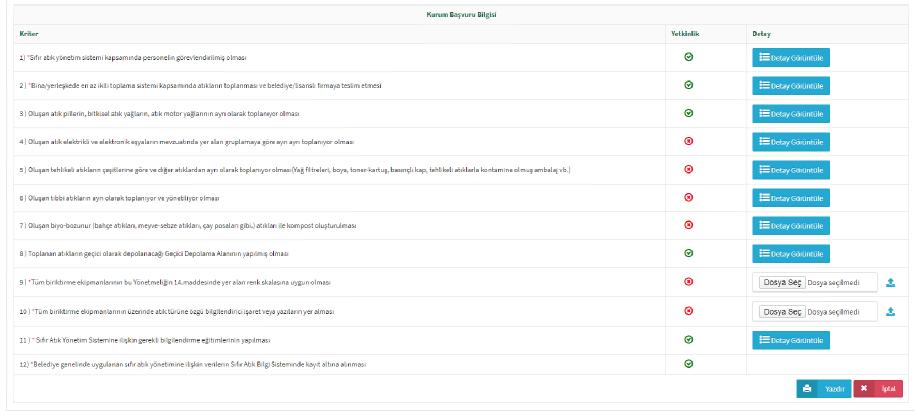 Kurum Başvuru Bilgisi
Kriter Yetkinlik Detay
1) *Sıfır atık yönetim sistemi kapsamında personelin görevlendirilmiş olması Detay Görüntüle
2) *Bina/yerleşkede en az ikili toplama sistemi kapsamında atıkların toplanması ve belediye/lisanslı firmaya teslim etmesi Detay Görüntüle
3) Oluşan atık pillerin, bitkisel atık yağların, atık motor yağlarının ayrı olarak toplanıyor olması Detay Görüntüle
4) Oluşan atık elektrikli ve elektronik eşyaların mevzuatında yer alan gruplamaya göre ayrı ayrı toplanıyor olması Detay Görüntüle
5) Oluşan tehlikeli atıkların çeşitlerine göre ve diğer atıklardan ayrı olarak toplanıyor olması(Yağ filtreleri, boya, toner-kartuş, basınçlı kap, tehlikeli atıklarla kontamine olmuş ambalaj vb.) Detay Görüntüle
6) Oluşan tıbbi atıkların ayrı olarak toplanıyor ve yönetiliyor olması Detay Görüntüle
7) Oluşan biyo-bozunur (bahçe atıkları, meyve-sebze atıkları, çay posaları gibi.) atıkları ile kompost oluşturulması Detay Görüntüle
8) Toplanan atıkların geçici olarak depolanacağı Geçici Depolama Alanının yapılmış olması Detay Görüntüle
9) *Tüm biriktirme ekipmanlarının bu Yönetmeliğin 14.maddesinde yer alan renk skalasına uygun olması Dosya Seç Dosya seçilmedi
10) *Tüm biriktirme ekipmanlarının üzerinde atık türüne özgü bilgilendirici işaret veya yazıların yer alması Dosya Seç Dosya seçilmedi
11) * Sıfır Atık Yönetim Sistemine ilişkin gerekli bilgilendirme eğitimlerinin yapılması Detay Görüntüle
12) *Belediye genelinde uygulanan sıfır atık yönetimine ilişkin verilerin Sıfır Atık Bilgi Sisteminde kayıt altına alınması
Yazdır İptal